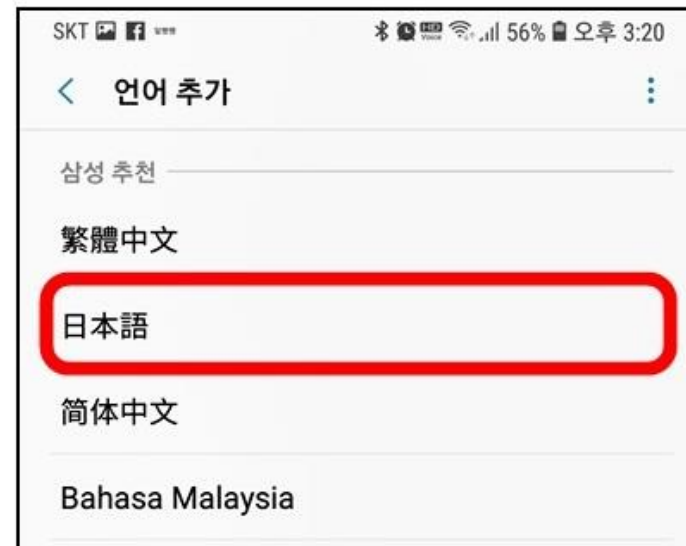 SKT 56% 오후 3:20
언어 추가
삼성 추천
繁體中文
日本語
简体中文
Bahasa Malaysia